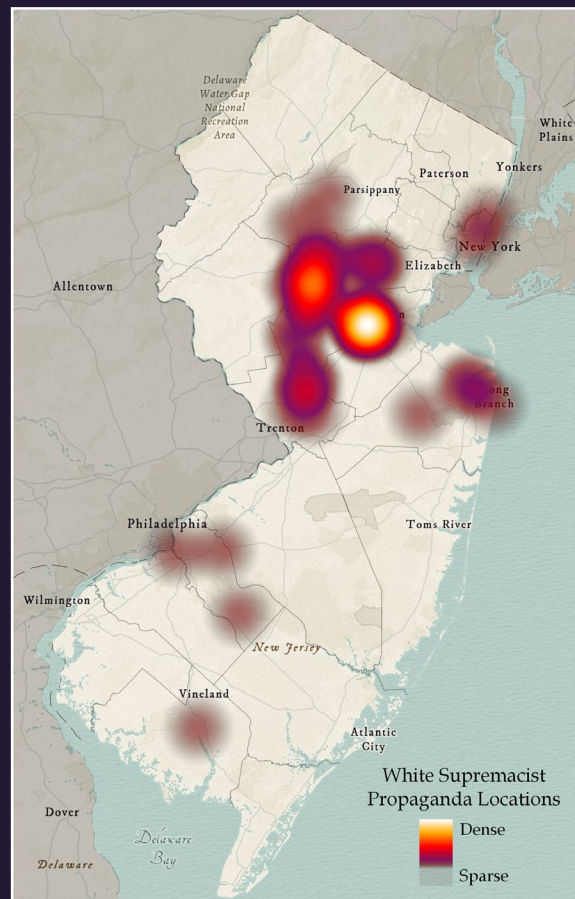 Delaware
Water Gap
National
Recreation
Area
White
Plains
Paterson
Yonkers
Parsippany
New York
Elizabeth
Allentown
n
ong
Branch
Trenton
Philadelphia
Toms River
Wilmington
New Jersey
Vineland
Atlantic
City
White Supremacist
Propaganda Locations
Dense
Sparse
Dover
Delaware
Bay
Delaware